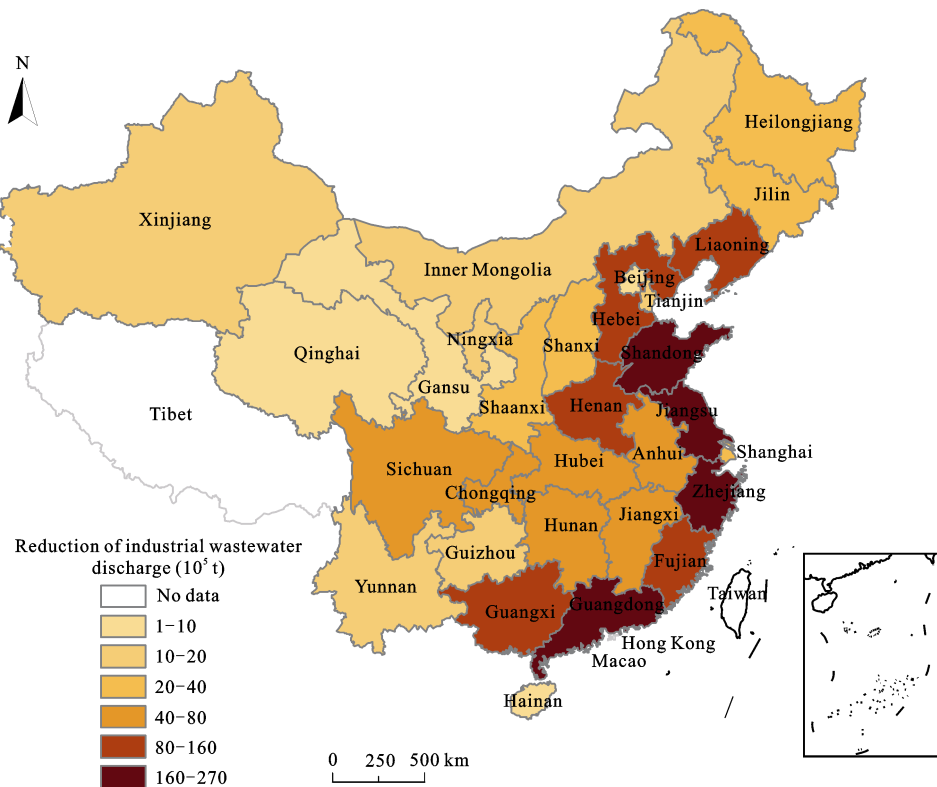 N
Heilongjiang
Jilin
Xinjiang
Liaoning
Inner Mongolia
Beijing
Tianjin
Hebei
Ningxia
Shanxi
Qinghai
Shandong
Gansu
Shaanxi
Henan
Jiangsu
Tibet
Anhui
Shanghai
Hubei
Sichuan
Chongqing
Zhejiang
Jiangxi
Hunan
Guizhou
Fujian
Yunnan
Taiwan
Guangxi
Guangdong
Hong Kong
Macao
Hainan
Reduction of industrial wastewater
discharge (10⁵ t)
No data
1−10
10−20
20−40
40−80
80−160
160−270
0 250 500 km